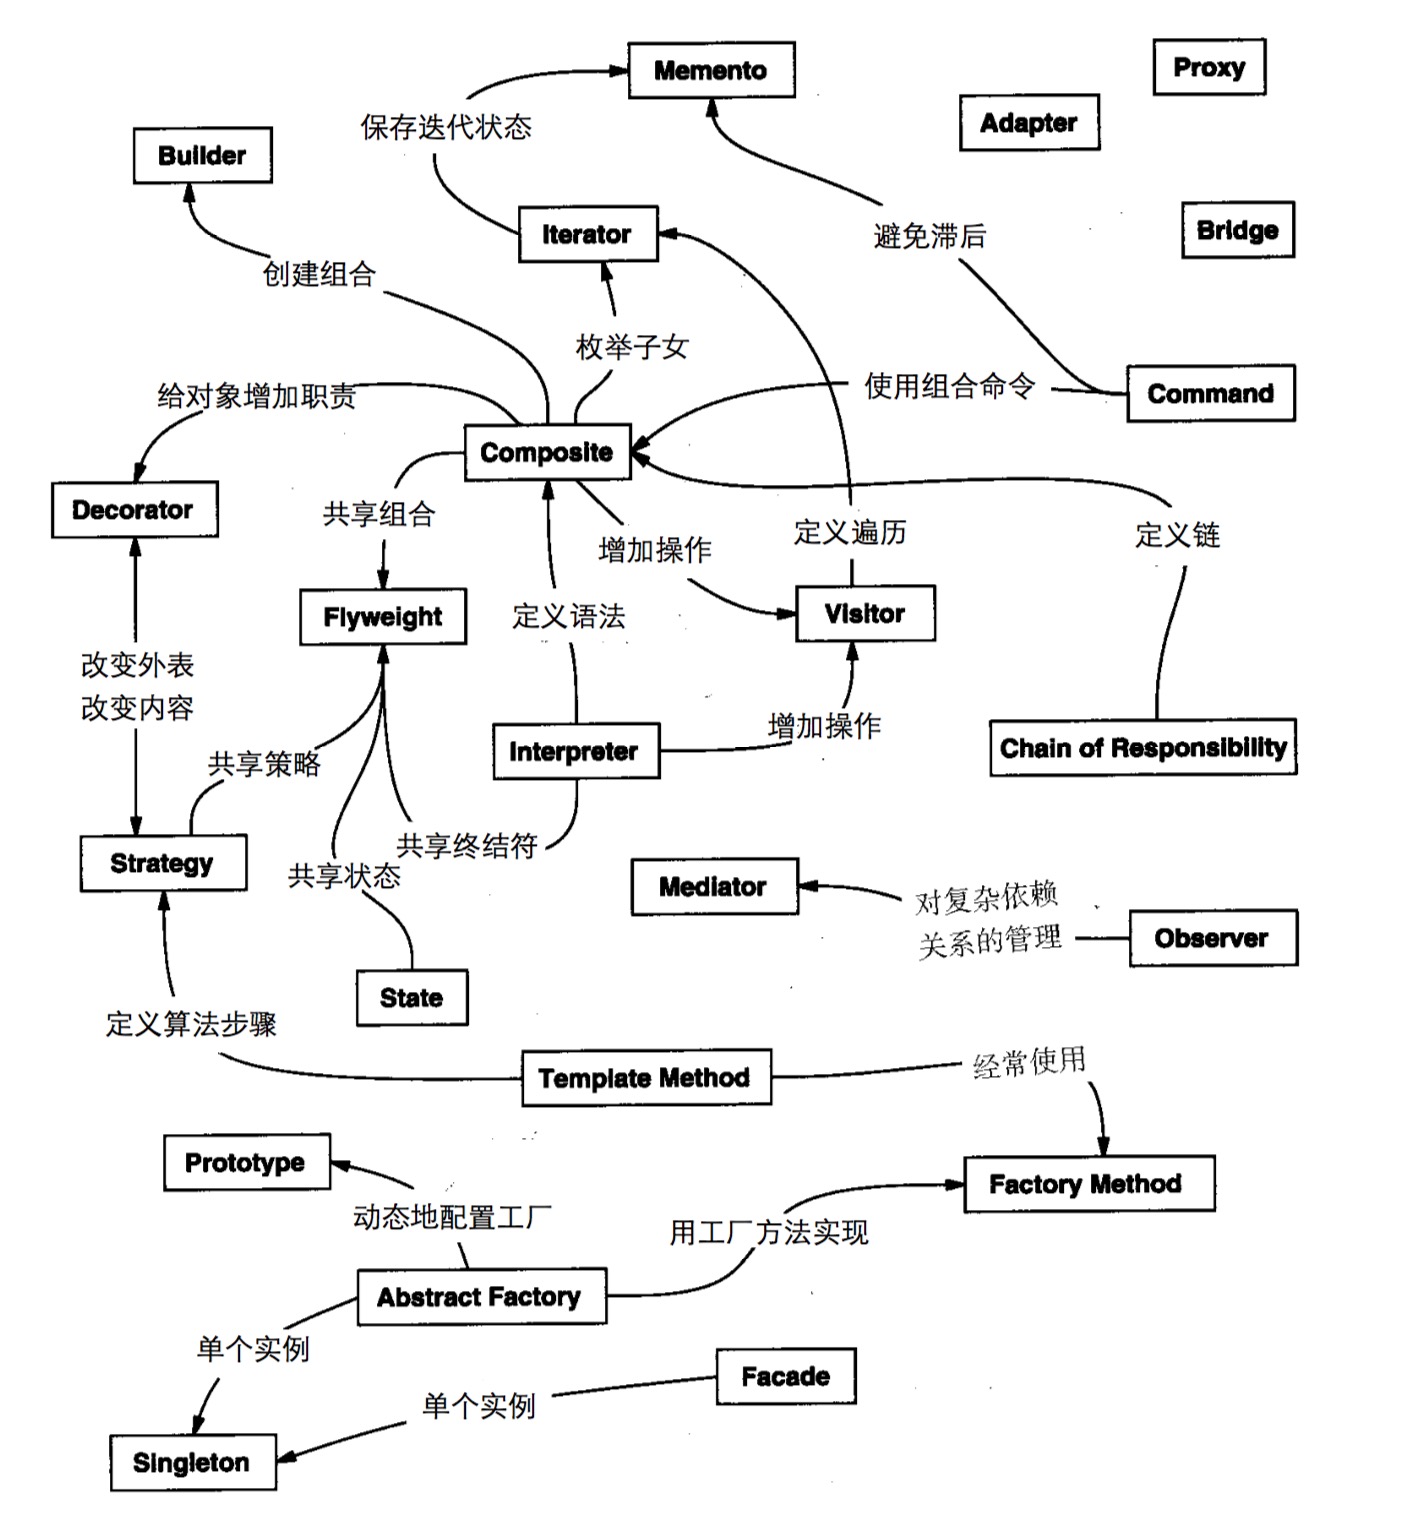 Memento
Proxy
Adapter
保存迭代状态
Builder
Iterator
避免滞后
Bridge
创建组合
枚举子女
给对象增加职责
使用组合命令
Command
Composite
Decorator
共享组合
增加操作
定义遍历
定义链
Flyweight
定义语法
Visitor
改变外表
改变内容
增加操作
共享策略
Interpreter
Chain of Responsibility
共享终结符
Strategy
共享状态
Mediator
对复杂依赖
关系的管理
Observer
State
定义算法步骤
Template Method
经常使用
Prototype
Factory Method
动态地配置工厂
用工厂方法实现
Abstract Factory
单个实例
Facade
单个实例
Singleton